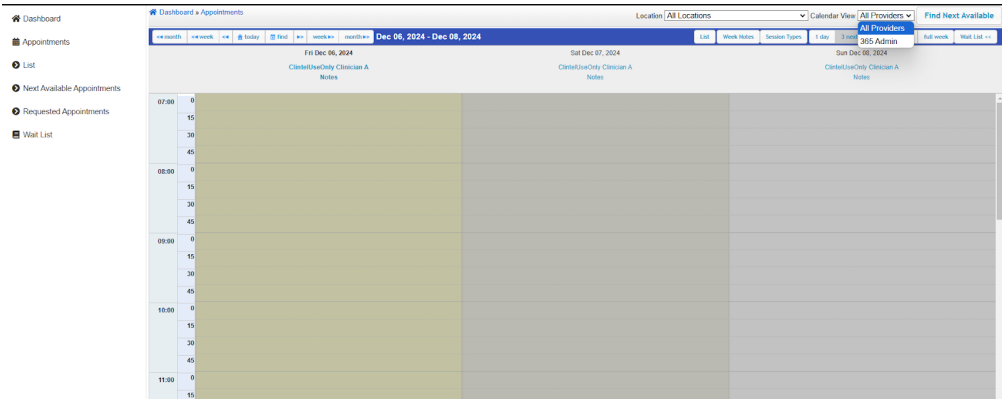 Dashboard
Appointments
List
Next Available Appointments
Requested Appointments
Wait List
Dashboard » Appointments
Location All Locations Calendar View All Providers Find Next Available
All Providers
365 Admin
<< month << week << today find >> week >> month >> Dec 06, 2024 - Dec 08, 2024 List Week Notes Session Types 1 day full week Wait List >>
Fri Dec 06, 2024 Sat Dec 07, 2024 Sun Dec 08, 2024
ClintelUseOnly Clinician A ClintelUseOnly Clinician A ClintelUseOnly Clinician A
Notes Notes Notes
07:00 0
15
30
45
08:00 0
15
30
45
09:00 0
15
30
45
10:00 0
15
30
45
11:00 0
15